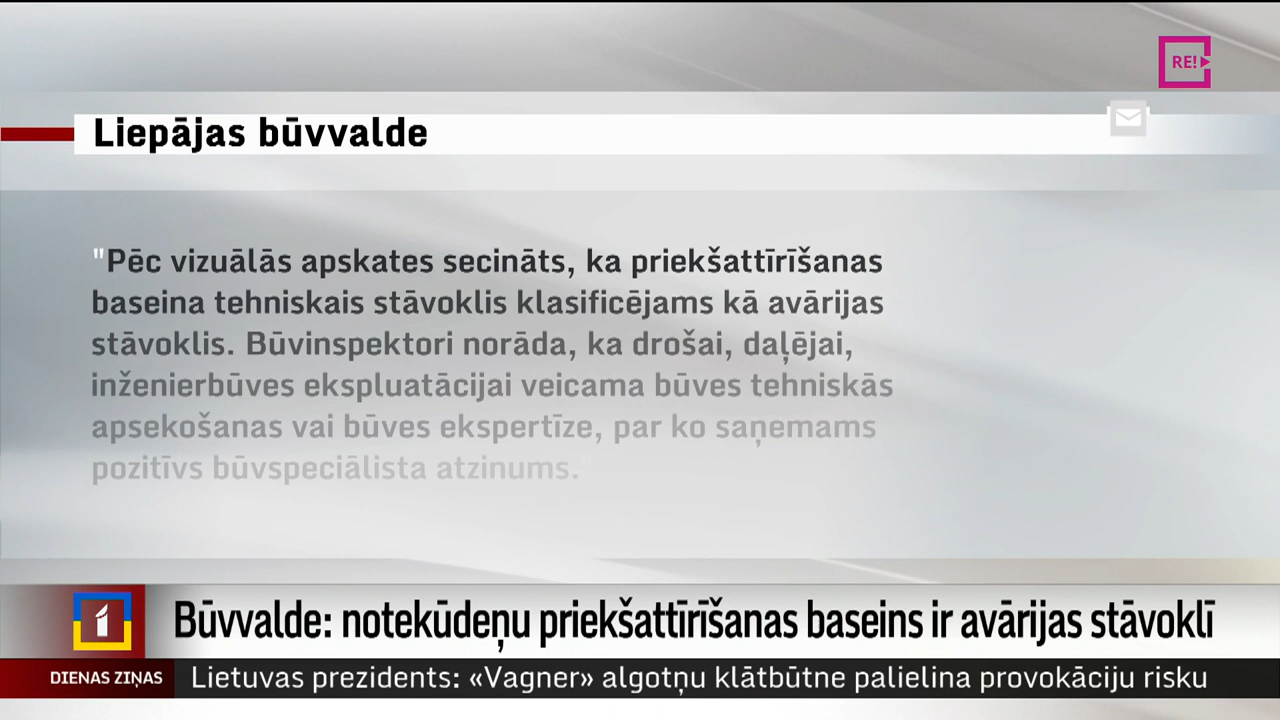 RE!
Liepājas būvvalde
"Pēc vizuālās apskates secināts, ka priekšattīrīšanas
baseina tehniskais stāvoklis klasificējams kā avārijas
stāvoklis. Būvinspektori norāda, ka drošai, daļējai,
inženierbūves ekspluatācijai veicama būves tehniskās
apsekošanas vai būves ekspertīze, par ko saņemams
pozitīvs būvspeciālista atzinums."
1
Būvvalde: notekūdeņu priekšattīrīšanas baseins ir avārijas stāvoklī
DIENAS ZIŅAS
Lietuvas prezidents: «Vagner» algotņu klātbūtne palielina provokāciju risku